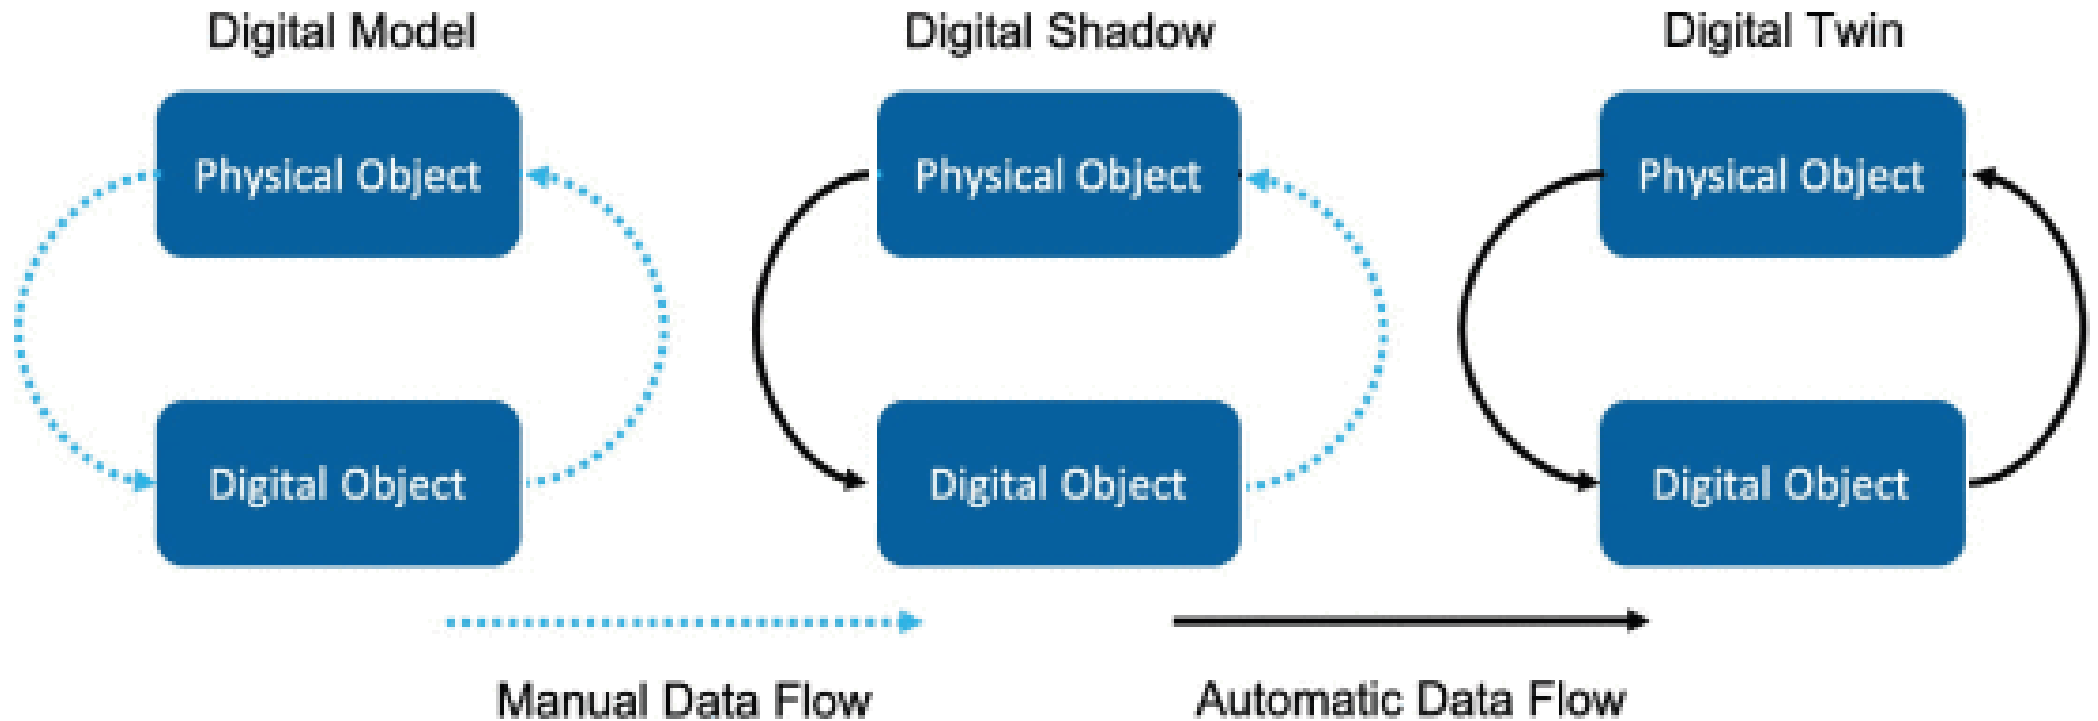 Digital Model
Digital Shadow
Digital Twin
Physical Object
Physical Object
Physical Object
Digital Object
Digital Object
Digital Object
Manual Data Flow
Automatic Data Flow